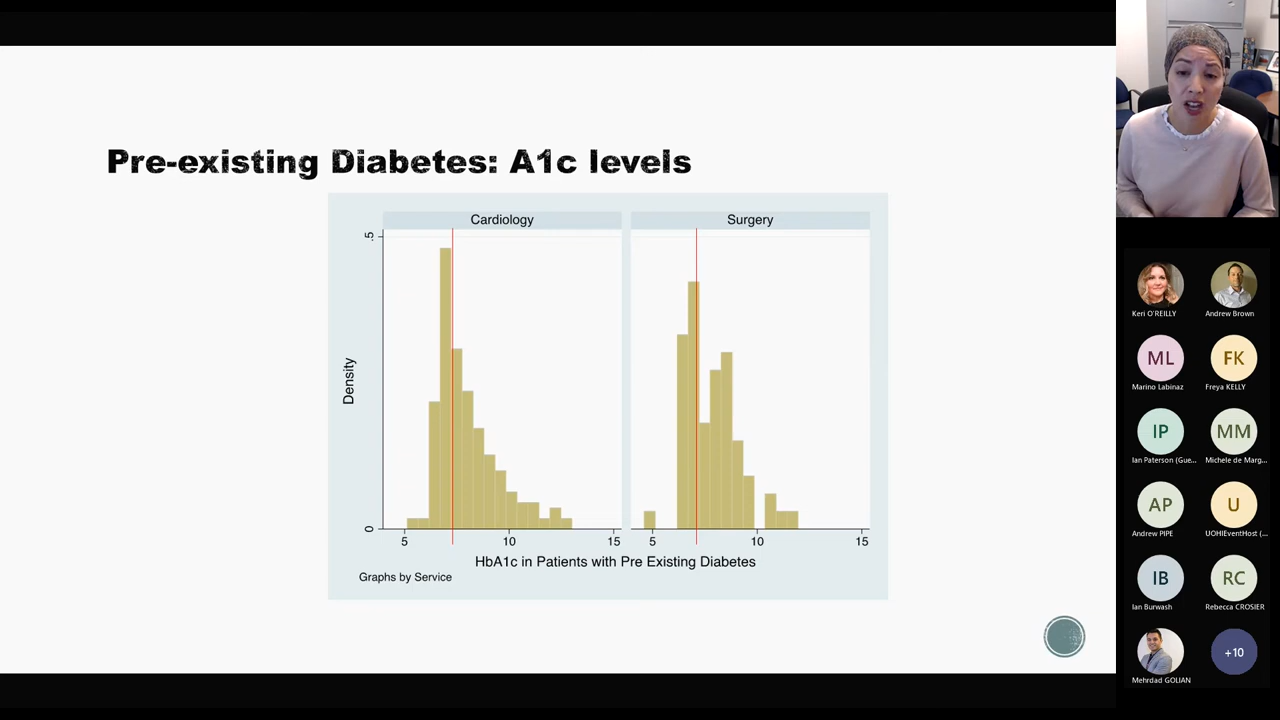 Pre-existing Diabetes: A1c levels
Cardiology
Surgery
.5
Density
0
5
10
15
5
10
15
HbA1c in Patients with Pre Existing Diabetes
Graphs by Service
Keri O'REILLY
Andrew Brown
ML
FK
Marino Labinaz
Freya KELLY
IP
MM
Ian Paterson (Gue...
Michele de Marg...
AP
U
Andrew PIPE
UOHIEventHost (...
IB
RC
Ian Burwash
Rebecca CROSIER
+10
Mehrdad GOLIAN